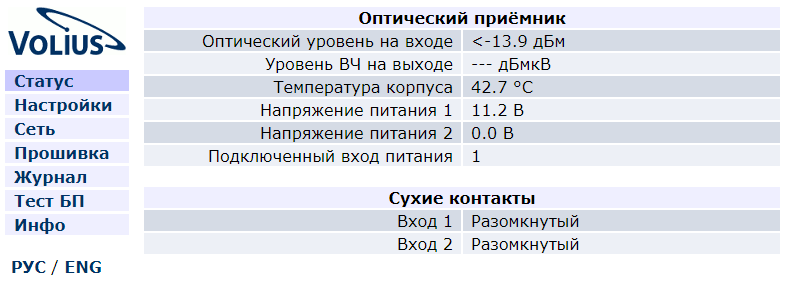 VOLIUS
Статус
Настройки
Сеть
Прошивка
Журнал
Тест БП
Инфо
РУС / ENG
Оптический приёмник
Оптический уровень на входе <-13.9 дБм
Уровень ВЧ на выходе --- дБмкВ
Температура корпуса 42.7 °C
Напряжение питания 1 11.2 В
Напряжение питания 2 0.0 В
Подключенный вход питания 1
Сухие контакты
Вход 1 Разомкнутый
Вход 2 Разомкнутый